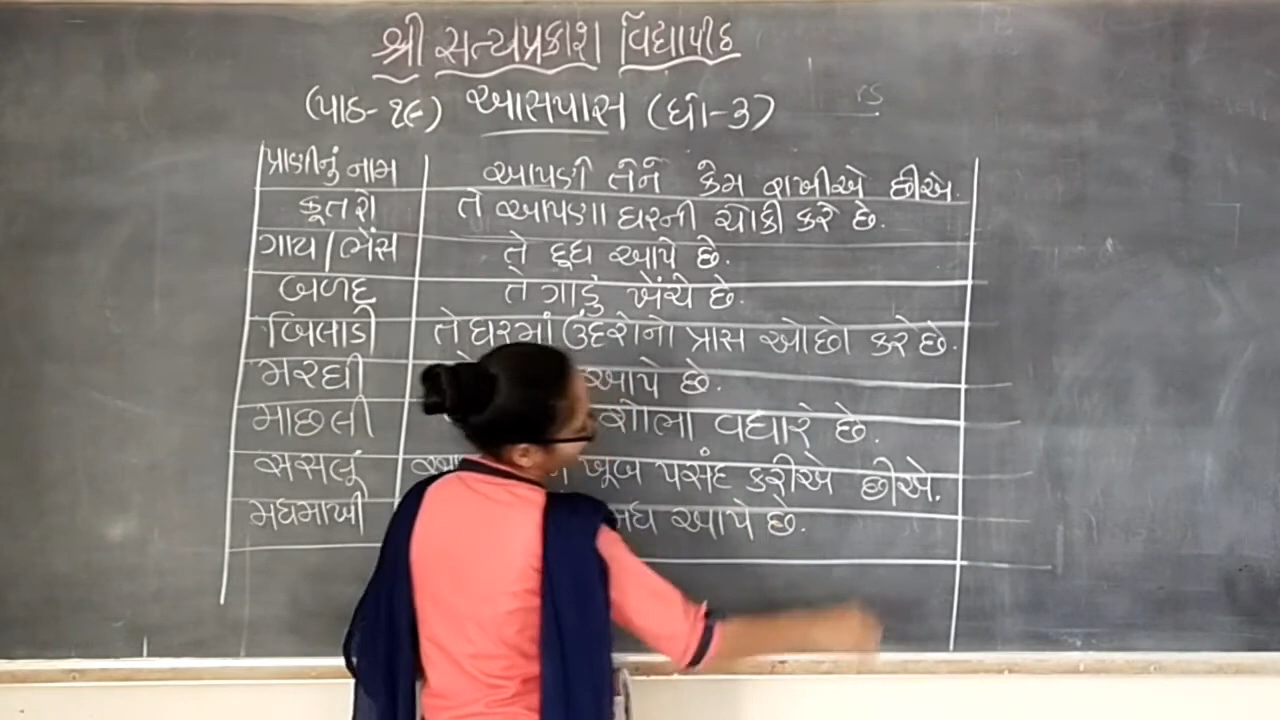 શ્રી સત્યપ્રકાશ વિદ્યાપીઠ
(પાઠ-૧૯) આસપાસ (ધો-૩)
પ્રાણીનું નામ આપણે તેને કેમ રાખીએ છીએ.
કૂતરો તે આપણા ઘરની ચોકી કરે છે.
ગાય/ભેંસ તે દૂધ આપે છે.
બળદ તે ગાડું ખેંચે છે.
બિલાડી તે ઘરમાં ઉંદરોનો ત્રાસ ઓછો કરે છે.
મરઘી આપે છે.
માછલી શોભા વધારે છે.
સસલું ખૂબ પસંદ કરીએ છીએ.
મધમાખી મધ આપે છે.